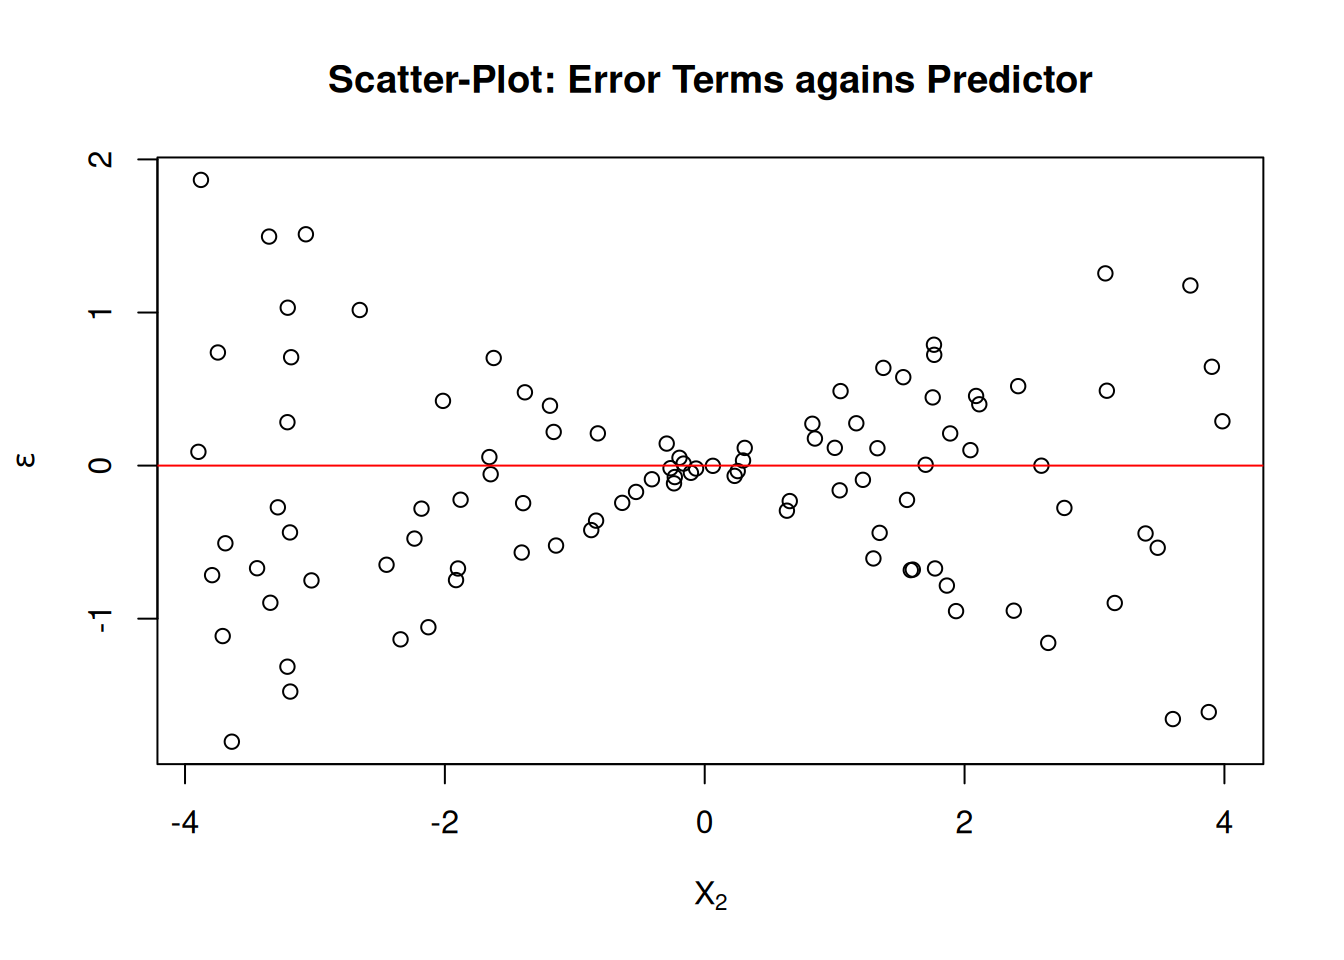 Scatter-Plot: Error Terms agains Predictor
2
1
0
-1
ε
-4 -2 0 2 4
X₂